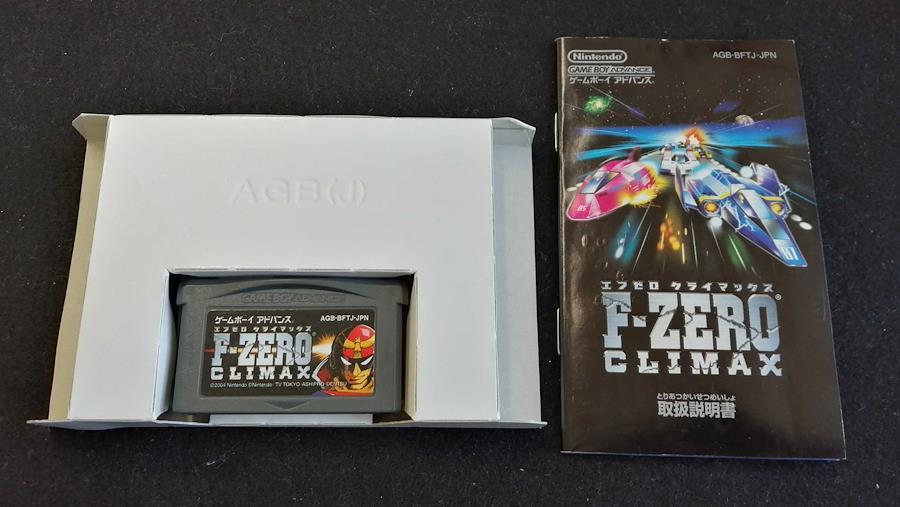 AGB(J)
GAME BOY ADVANCE
ゲームボーイ アドバンス
AGB-BFTJ-JPN
エフゼロ クライマックス
F-ZERO
CLIMAX
©2004 Nintendo ©Nintendo/TV TOKYO・ASHI PRO・DENTSU
Nintendo®
AGB-BFTJ-JPN
GAME BOY ADVANCE
ゲームボーイ アドバンス
05
07
エフゼロ クライマックス
F-ZERO®
CLIMAX
とりあつかいせつめいしょ
取扱説明書